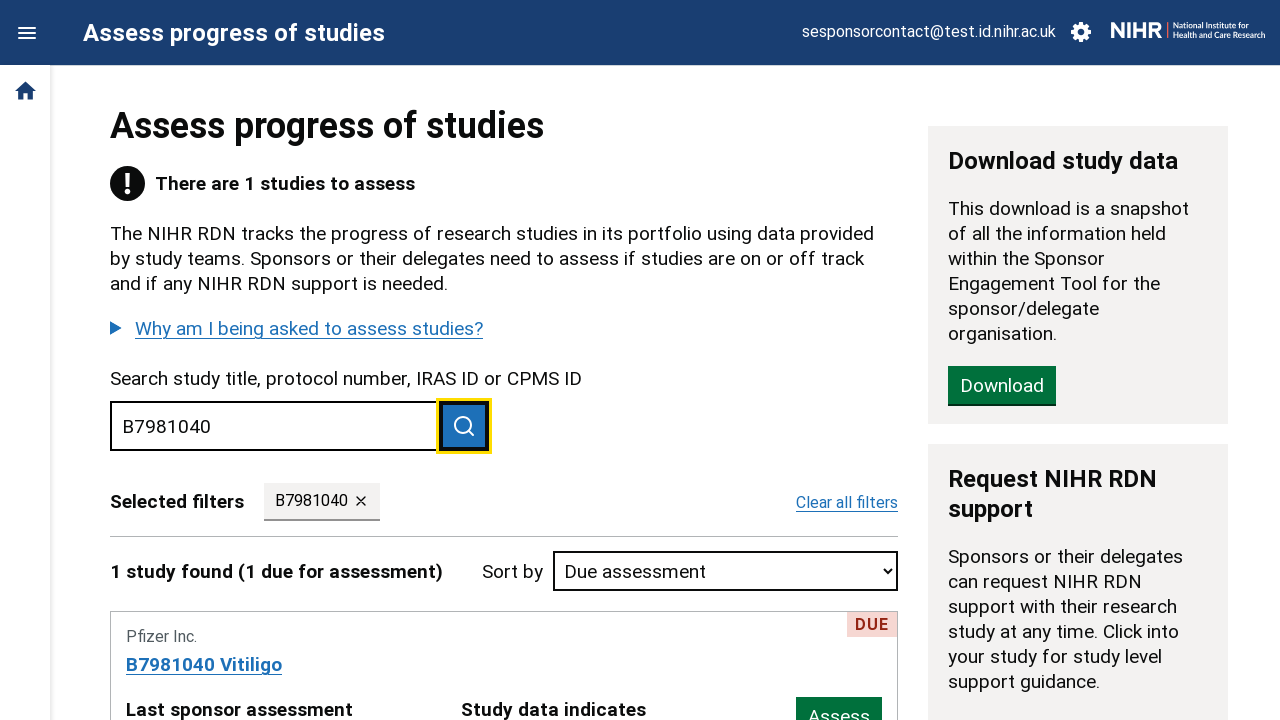 Assess progress of studies
sesponsorcontact@test.id.nihr.ac.uk
NIHR
National Institute for
Health and Care Research
Assess progress of studies
There are 1 studies to assess
The NIHR RDN tracks the progress of research studies in its portfolio using data provided
by study teams. Sponsors or their delegates need to assess if studies are on or off track
and if any NIHR RDN support is needed.
Why am I being asked to assess studies?
Search study title, protocol number, IRAS ID or CPMS ID
B7981040
Selected filters
B7981040
Clear all filters
1 study found (1 due for assessment)
Sort by
Due assessment
DUE
Pfizer Inc.
B7981040 Vitiligo
Last sponsor assessment
Study data indicates
Assess
Download study data
This download is a snapshot
of all the information held
within the Sponsor
Engagement Tool for the
sponsor/delegate
organisation.
Download
Request NIHR RDN
support
Sponsors or their delegates
can request NIHR RDN
support with their research
study at any time. Click into
your study for study level
support guidance.